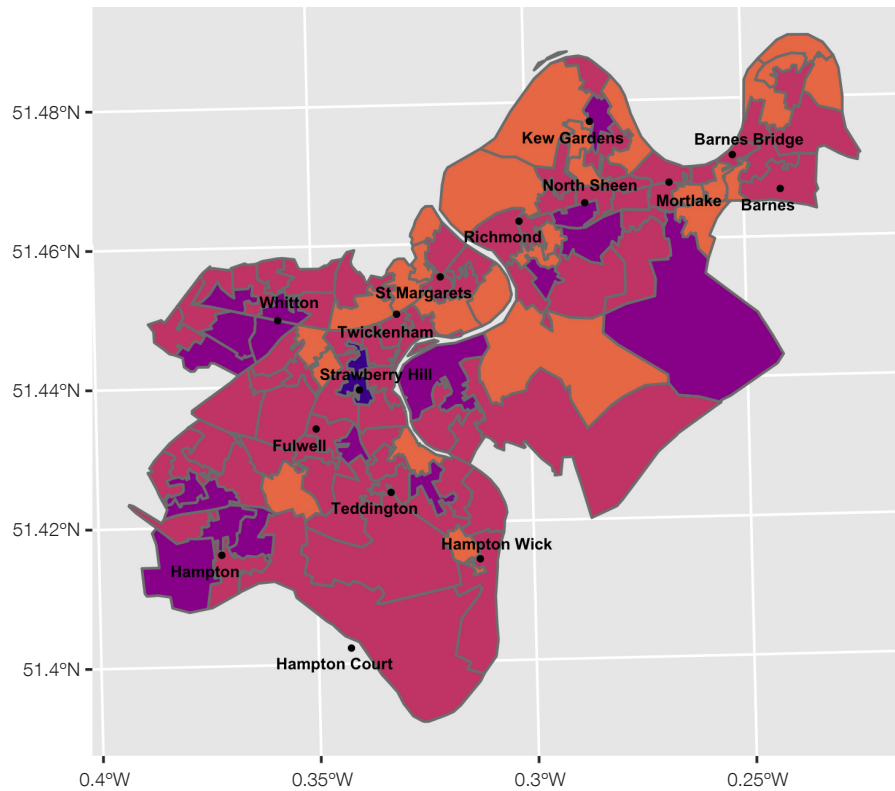 51.48°N
Barnes Bridge
Kew Gardens
North Sheen
Mortlake
Barnes
Richmond
51.46°N
St Margarets
Whitton
Twickenham
51.44°N
Strawberry Hill
Fulwell
Teddington
51.42°N
Hampton Wick
Hampton
51.4°N
Hampton Court
0.4°W
0.35°W
0.3°W
0.25°W